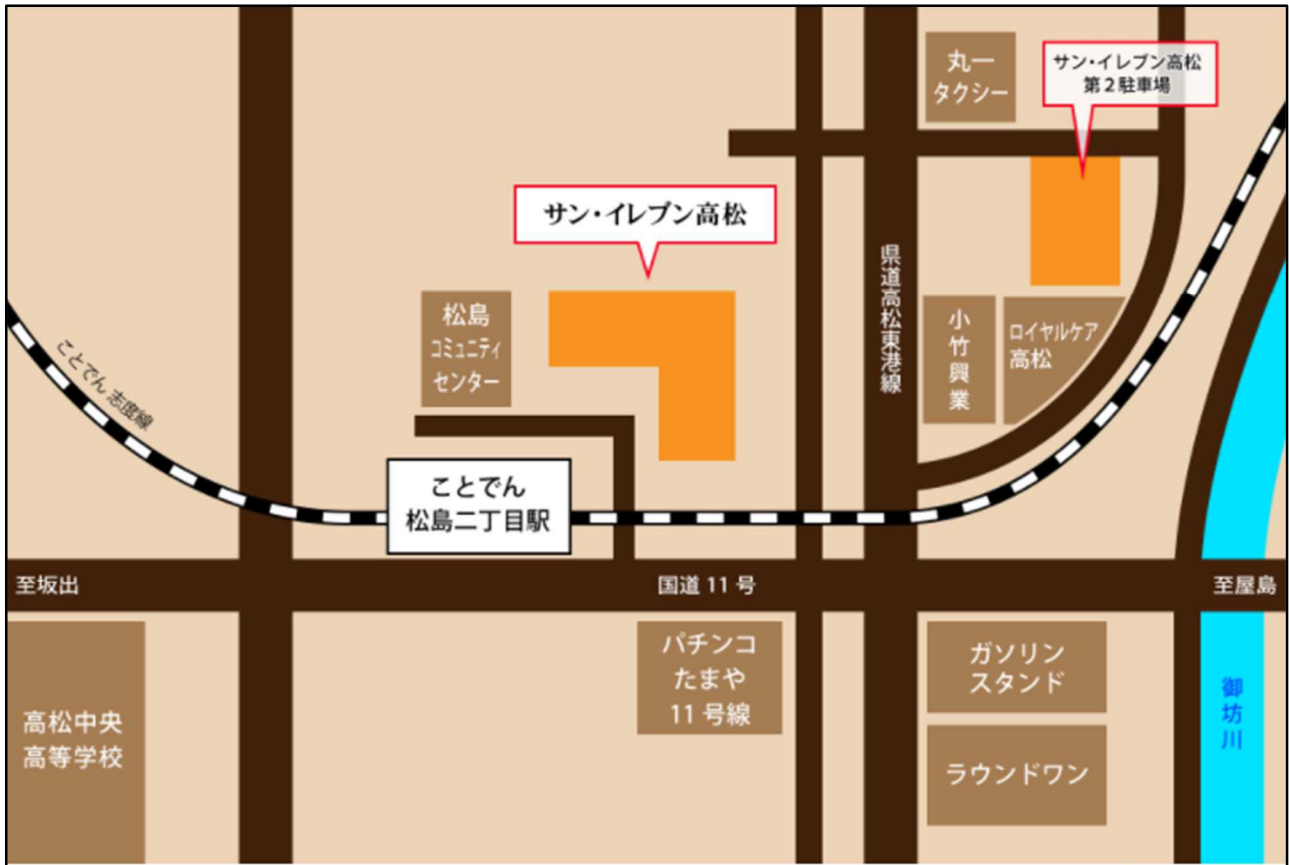 丸一
タクシー
サン・イレブン高松
第2駐車場
サン・イレブン高松
県道高松東港線
松島
コミュニティ
センター
小竹興業
ロイヤルケア
高松
ことでん 志度線
ことでん
松島二丁目駅
至坂出
国道 11 号
至屋島
高松中央
高等学校
パチンコ
たまや
11 号線
ガソリン
スタンド
ラウンドワン
御坊川